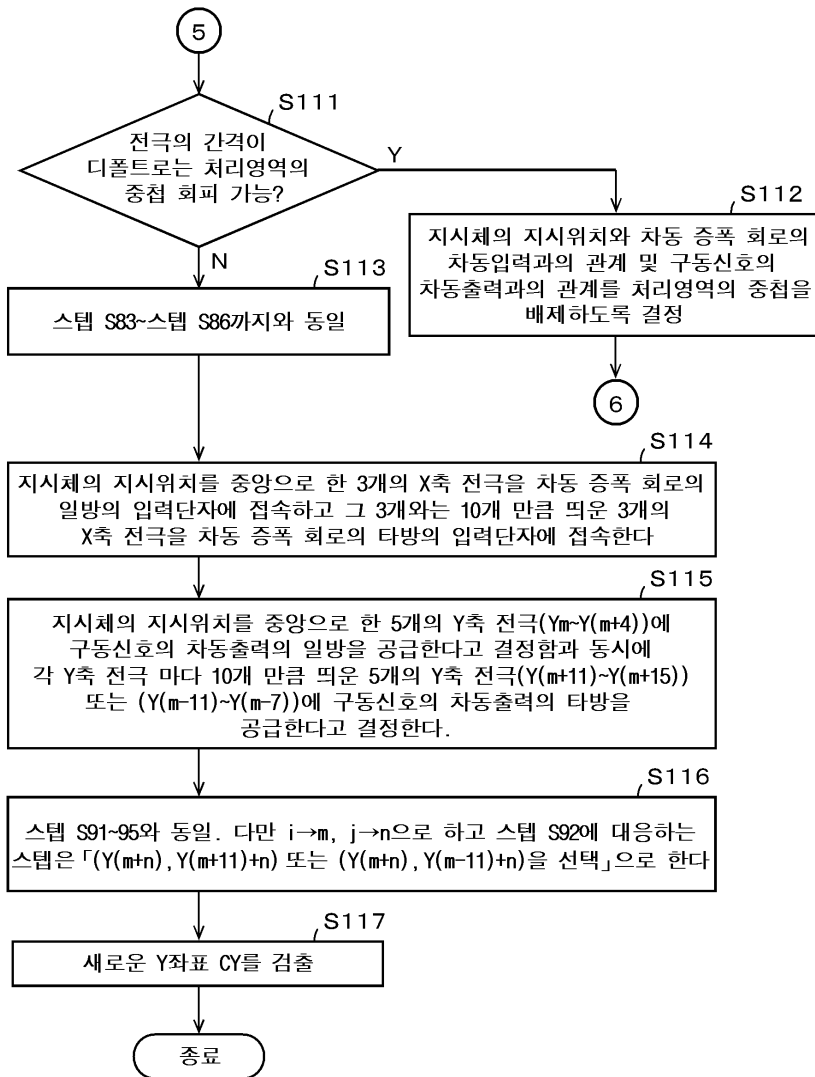 5
S111
전극의 간격이
디폴트로는 처리영역의
중첩 회피 가능?
Y
N
S112
지시체의 지시위치와 차동 증폭 회로의
차동입력과의 관계 및 구동신호의
차동출력과의 관계를 처리영역의 중첩을
배제하도록 결정
6
S113
스텝 S83~스텝 S86까지와 동일
S114
지시체의 지시위치를 중앙으로 한 3개의 X축 전극을 차동 증폭 회로의
일방의 입력단자에 접속하고 그 3개와는 10개 만큼 띄운 3개의
X축 전극을 차동 증폭 회로의 타방의 입력단자에 접속한다
S115
지시체의 지시위치를 중앙으로 한 5개의 Y축 전극(Ym~Y(m+4))에
구동신호의 차동출력의 일방을 공급한다고 결정함과 동시에
각 Y축 전극 마다 10개 만큼 띄운 5개의 Y축 전극(Y(m+11)~Y(m+15))
또는 (Y(m-11)~Y(m-7))에 구동신호의 차동출력의 타방을
공급한다고 결정한다.
S116
스텝 S91~95와 동일. 다만 i→m, j→n으로 하고 스텝 S92에 대응하는
스텝은 「(Y(m+n),Y(m+11)+n) 또는 (Y(m+n),Y(m-11)+n)을 선택」으로 한다
S117
새로운 Y좌표 CY를 검출
종료